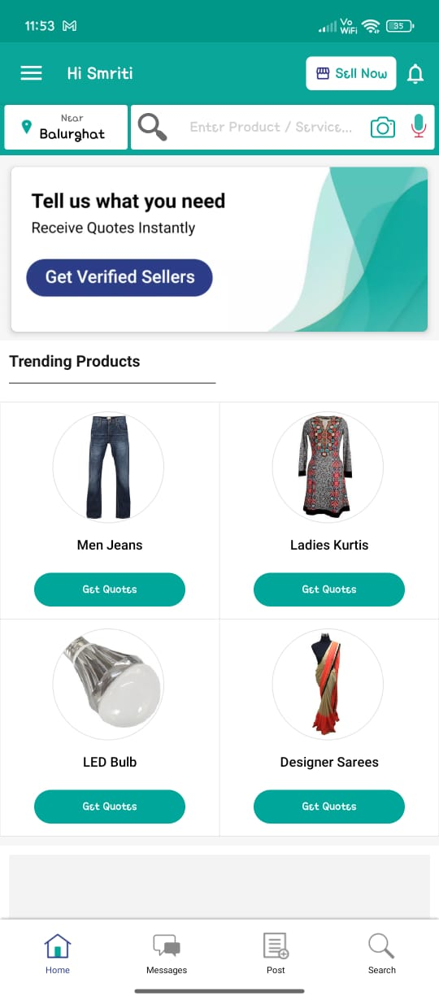 11:53
Vo
WiFi
35
Hi Smriti
Sell Now
Near
Balurghat
Enter Product / Service...
Tell us what you need
Receive Quotes Instantly
Get Verified Sellers
Trending Products
Men Jeans
Ladies Kurtis
Get Quotes
Get Quotes
LED Bulb
Designer Sarees
Get Quotes
Get Quotes
Home
Messages
Post
Search